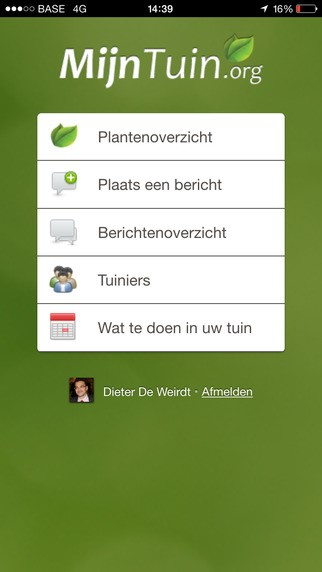 BASE 4G 14:39 16%
MijnTuin.org
Plantenoverzicht
Plaats een bericht
Berichtenoverzicht
Tuiniers
Wat te doen in uw tuin
Dieter De Weirdt · Afmelden